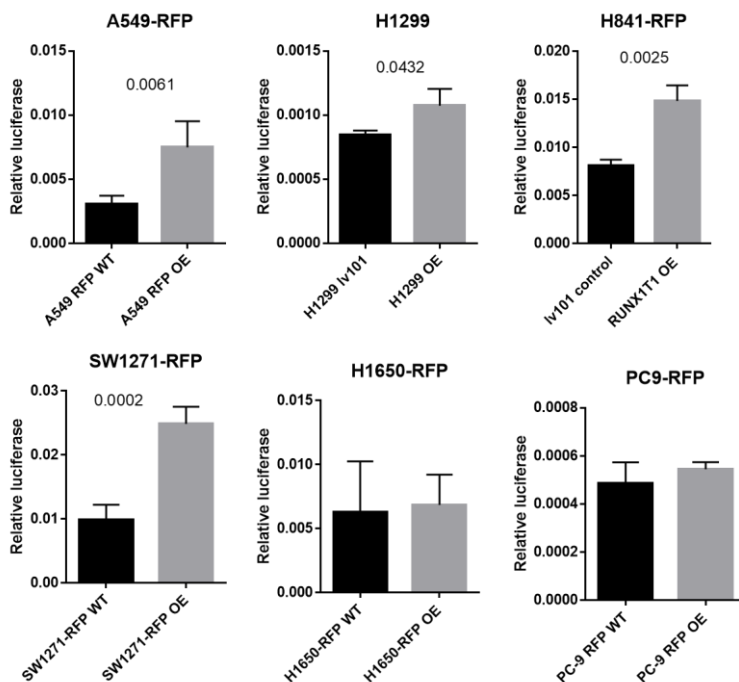 A549-RFP
Relative luciferase
0.015
0.010
0.005
0.000
0.0061
A549 RFP WT
A549 RFP OE
H1299
Relative luciferase
0.0015
0.0010
0.0005
0.0000
0.0432
H1299 lv101
H1299 OE
H841-RFP
Relative luciferase
0.020
0.015
0.010
0.005
0.000
0.0025
lv101 control
RUNX1T1 OE
SW1271-RFP
Relative luciferase
0.03
0.02
0.01
0.00
0.0002
SW1271-RFP WT
SW1271-RFP OE
H1650-RFP
Relative luciferase
0.015
0.010
0.005
0.000
H1650-RFP WT
H1650-RFP OE
PC9-RFP
Relative luciferase
0.0008
0.0006
0.0004
0.0002
0.0000
PC-9 RFP WT
PC-9 RFP OE